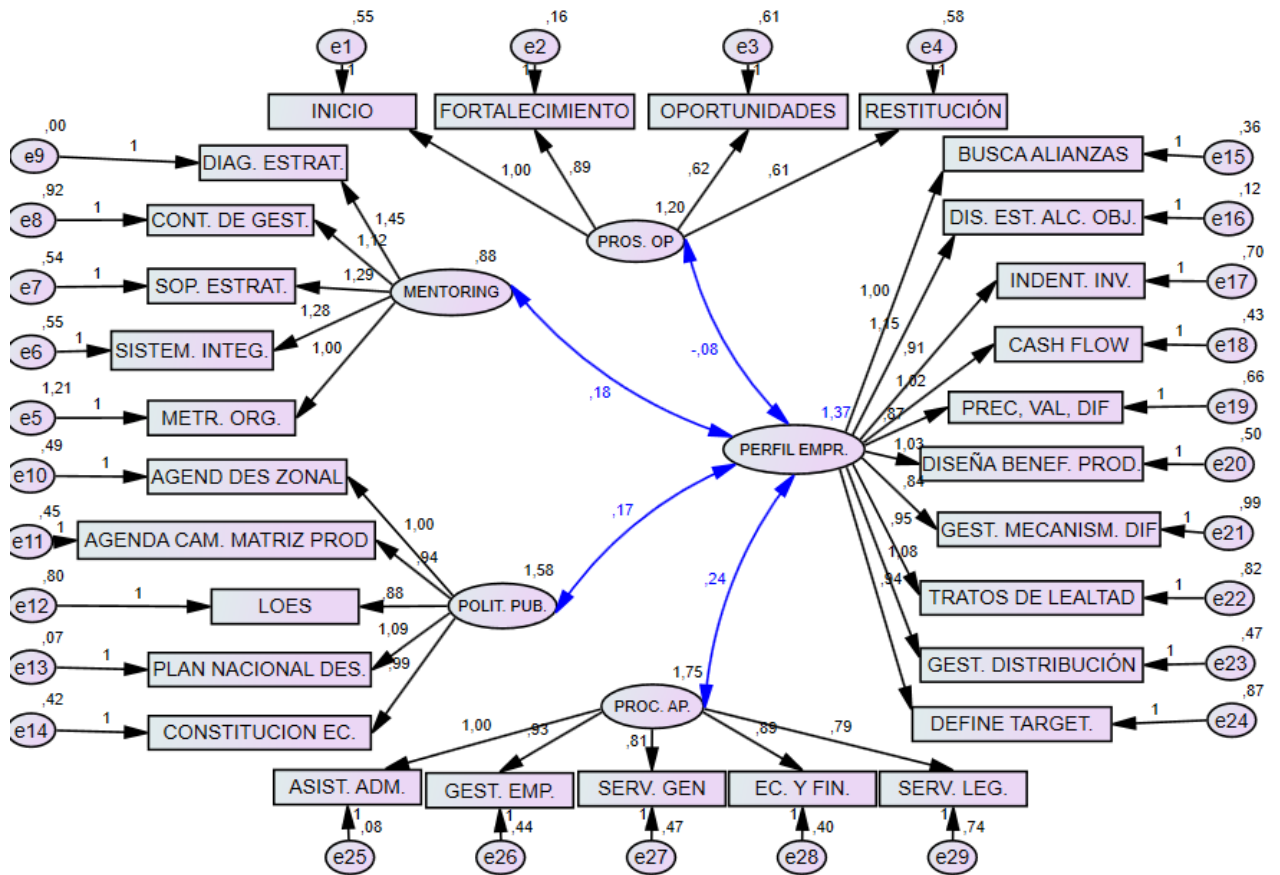 ,55 ,16 ,61 ,58
e1 e2 e3 e4
1 1 1 1
INICIO FORTALECIMIENTO OPORTUNIDADES RESTITUCIÓN
1,00 ,89 ,62 ,61
1,20
PROS. OP
,00
e9 1 DIAG. ESTRAT.
,92
e8 1 CONT. DE GEST.
,54
e7 1 SOP. ESTRAT.
,55
e6 1 SISTEM. INTEG.
1,21
e5 1 METR. ORG.
1,45
1,12
1,29
1,28
1,00
,88
MENTORING
,49
e10 1 AGEND DES ZONAL
,45
e11 1 AGENDA CAM. MATRIZ PROD
,80
e12 1 LOES
,07
e13 1 PLAN NACIONAL DES.
,42
e14 1 CONSTITUCION EC.
1,00
,94
,88
1,09
,99
1,58
POLIT. PUB.
-,08
,18
,17
,24
1,37
PERFIL EMPR.
1,00
1,15
,91
1,02
,87
1,03
,84
,95
1,08
,94
,36
BUSCA ALIANZAS 1 e15
,12
DIS. EST. ALC. OBJ. 1 e16
,70
INDENT. INV. 1 e17
,43
CASH FLOW 1 e18
,66
PREC, VAL, DIF 1 e19
,50
DISEÑA BENEF. PROD. 1 e20
,99
GEST. MECANISM. DIF 1 e21
,82
TRATOS DE LEALTAD 1 e22
,47
GEST. DISTRIBUCIÓN 1 e23
,87
DEFINE TARGET. 1 e24
1,75
PROC. AP.
1,00 ,93 ,81 ,89 ,79
ASIST. ADM. GEST. EMP. SERV. GEN EC. Y FIN. SERV. LEG.
1 1 1 1 1
,08 ,44 ,47 ,40 ,74
e25 e26 e27 e28 e29